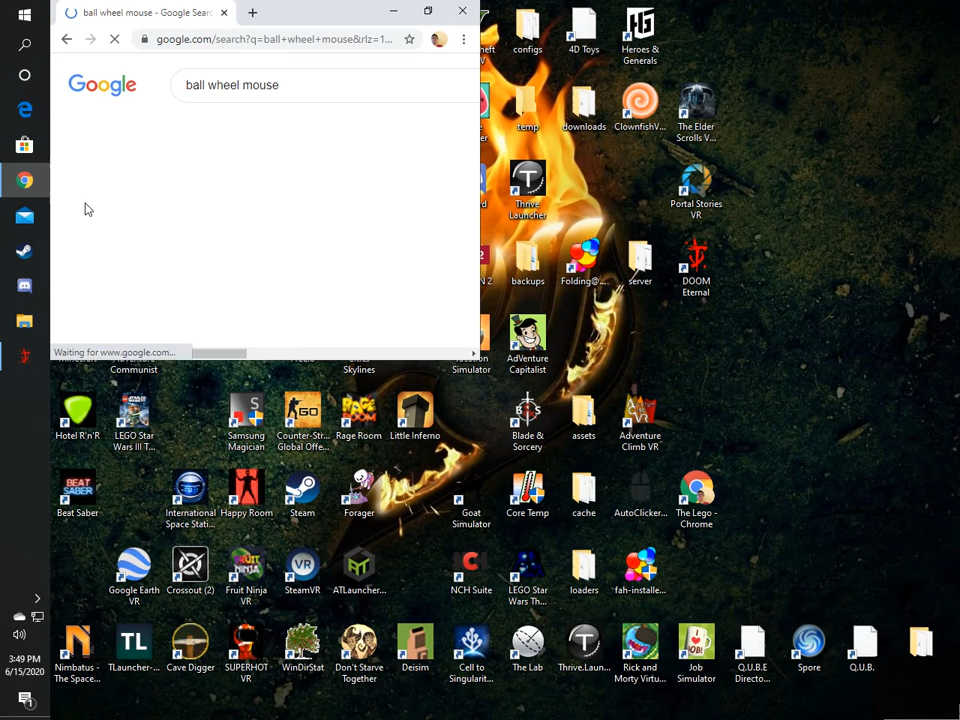 ball wheel mouse - Google Searc
google.com/search?q=ball+wheel+mouse&rlz=1...
Google
ball wheel mouse
Waiting for www.google.com...
configs
4D Toys
Heroes &
Generals
temp
downloads
ClownfishV...
The Elder
Scrolls V...
Thrive
Launcher
Portal Stories
VR
backups
Folding@...
server
DOOM
Eternal
Adventure
Communist
Cities
Skylines
Vacation
Simulator
AdVenture
Capitalist
Hotel R'n'R
LEGO Star
Wars III T...
Samsung
Magician
Counter-Str...
Global Offe...
Rage Room
Little Inferno
Blade &
Sorcery
assets
Adventure
Climb VR
Beat Saber
International
Space Stati...
Happy Room
Steam
Forager
Goat
Simulator
Core Temp
cache
AutoClicker...
The Lego -
Chrome
Google Earth
VR
Crossout (2)
Fruit Ninja
VR
SteamVR
ATLauncher...
NCH Suite
LEGO Star
Wars Th...
loaders
fah-installe...
Nimbatus -
The Space...
TLauncher-...
Cave Digger
SUPERHOT
VR
WinDirStat
Don't Starve
Together
Deisim
Cell to
Singularit...
The Lab
Thrive.Laun...
Rick and
Morty Virtu...
Job
Simulator
Q.U.B.E
Directo...
Spore
Q.U.B.
3:49 PM
6/15/2020